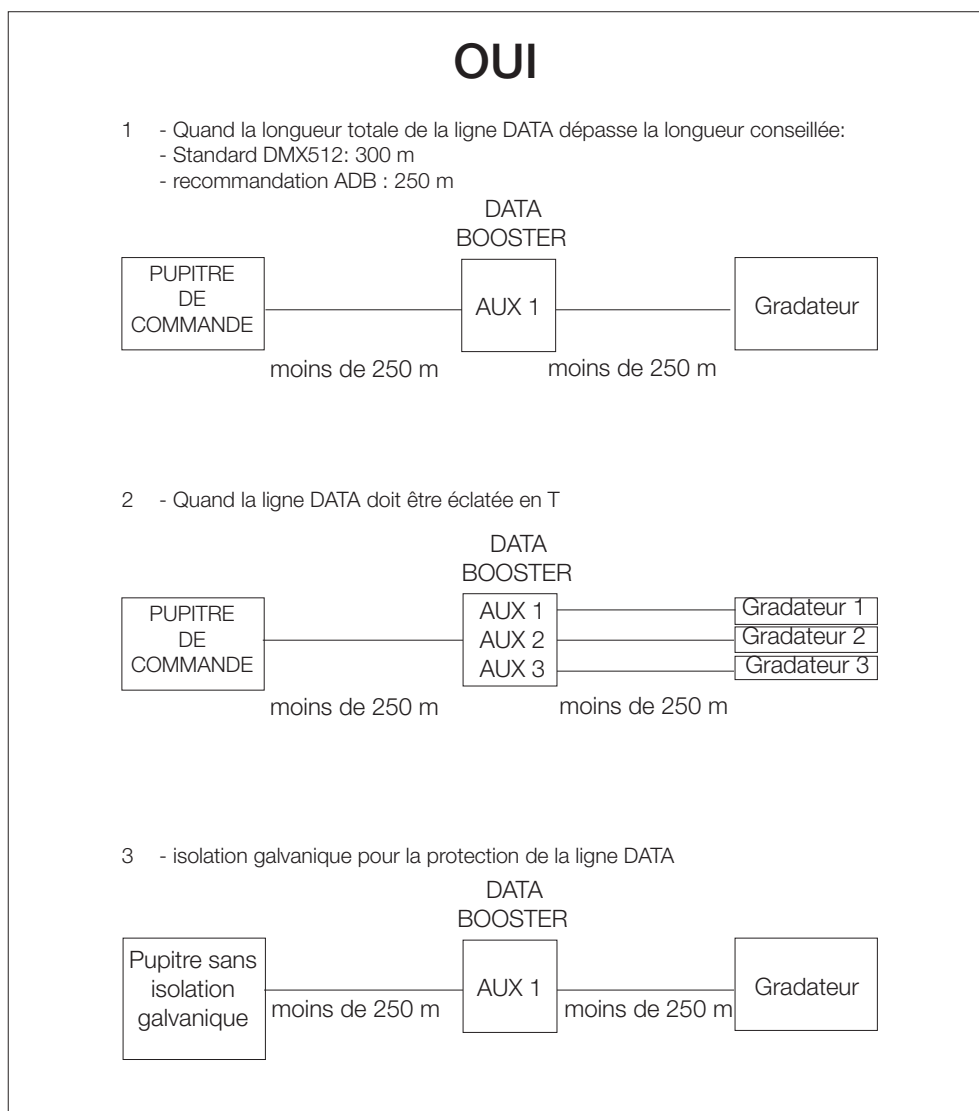 OUI
1 - Quand la longueur totale de la ligne DATA dépasse la longueur conseillée:
- Standard DMX512: 300 m
- recommandation ADB : 250 m
DATA
BOOSTER
PUPITRE
DE
COMMANDE
AUX 1
Gradateur
moins de 250 m
moins de 250 m
2 - Quand la ligne DATA doit être éclatée en T
DATA
BOOSTER
PUPITRE
DE
COMMANDE
AUX 1
AUX 2
AUX 3
Gradateur 1
Gradateur 2
Gradateur 3
moins de 250 m
moins de 250 m
3 - isolation galvanique pour la protection de la ligne DATA
DATA
BOOSTER
Pupitre sans
isolation
galvanique
moins de 250 m
AUX 1
moins de 250 m
Gradateur